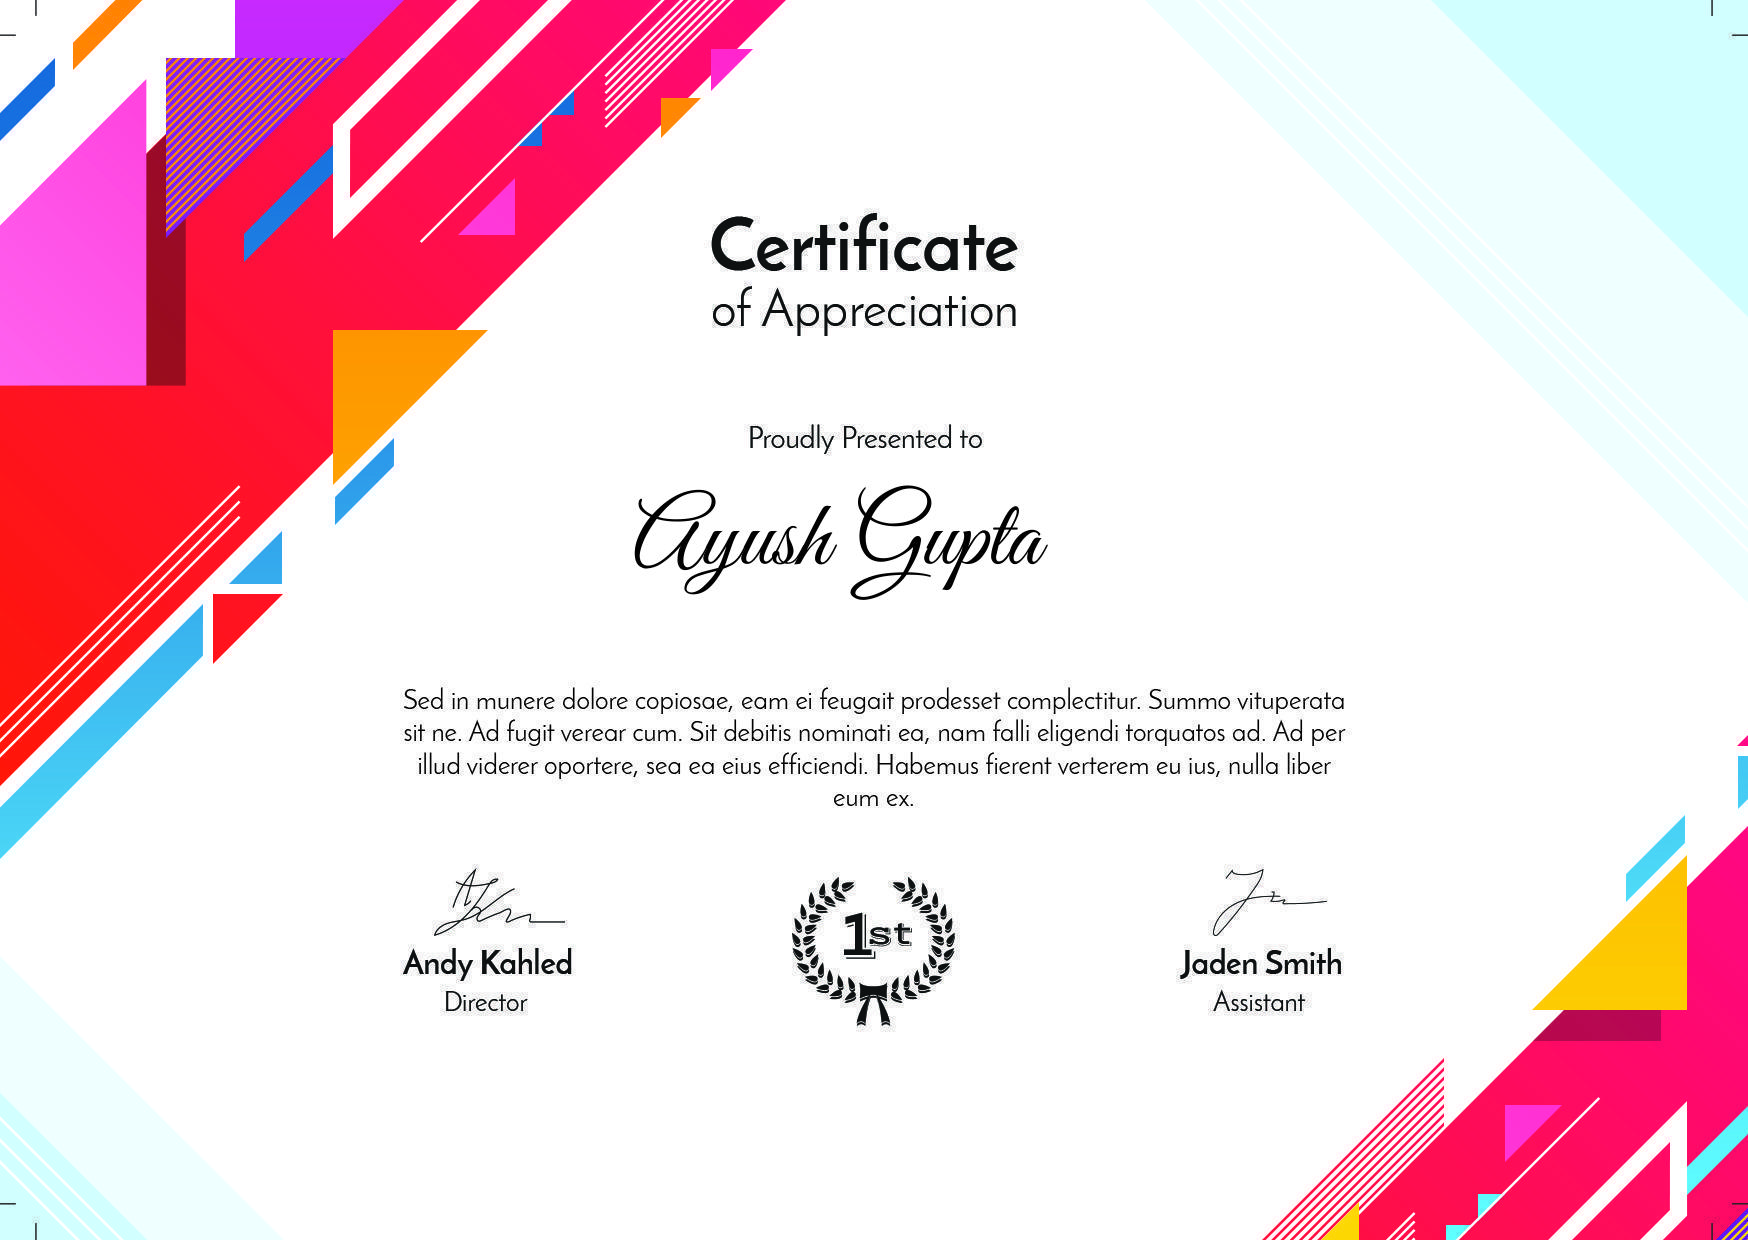 Certificate
of Appreciation
Proudly Presented to
Ayush Gupta
Sed in munere dolore copiosae, eam ei feugait prodesset complectitur. Summo vituperata
sit ne. Ad fugit verear cum. Sit debitis nominati ea, nam falli eligendi torquatos ad. Ad per
illud viderer oportere, sea ea eius efficiendi. Habemus fierent verterem eu ius, nulla liber
eum ex.
1st
Andy Kahled
Director
Jaden Smith
Assistant